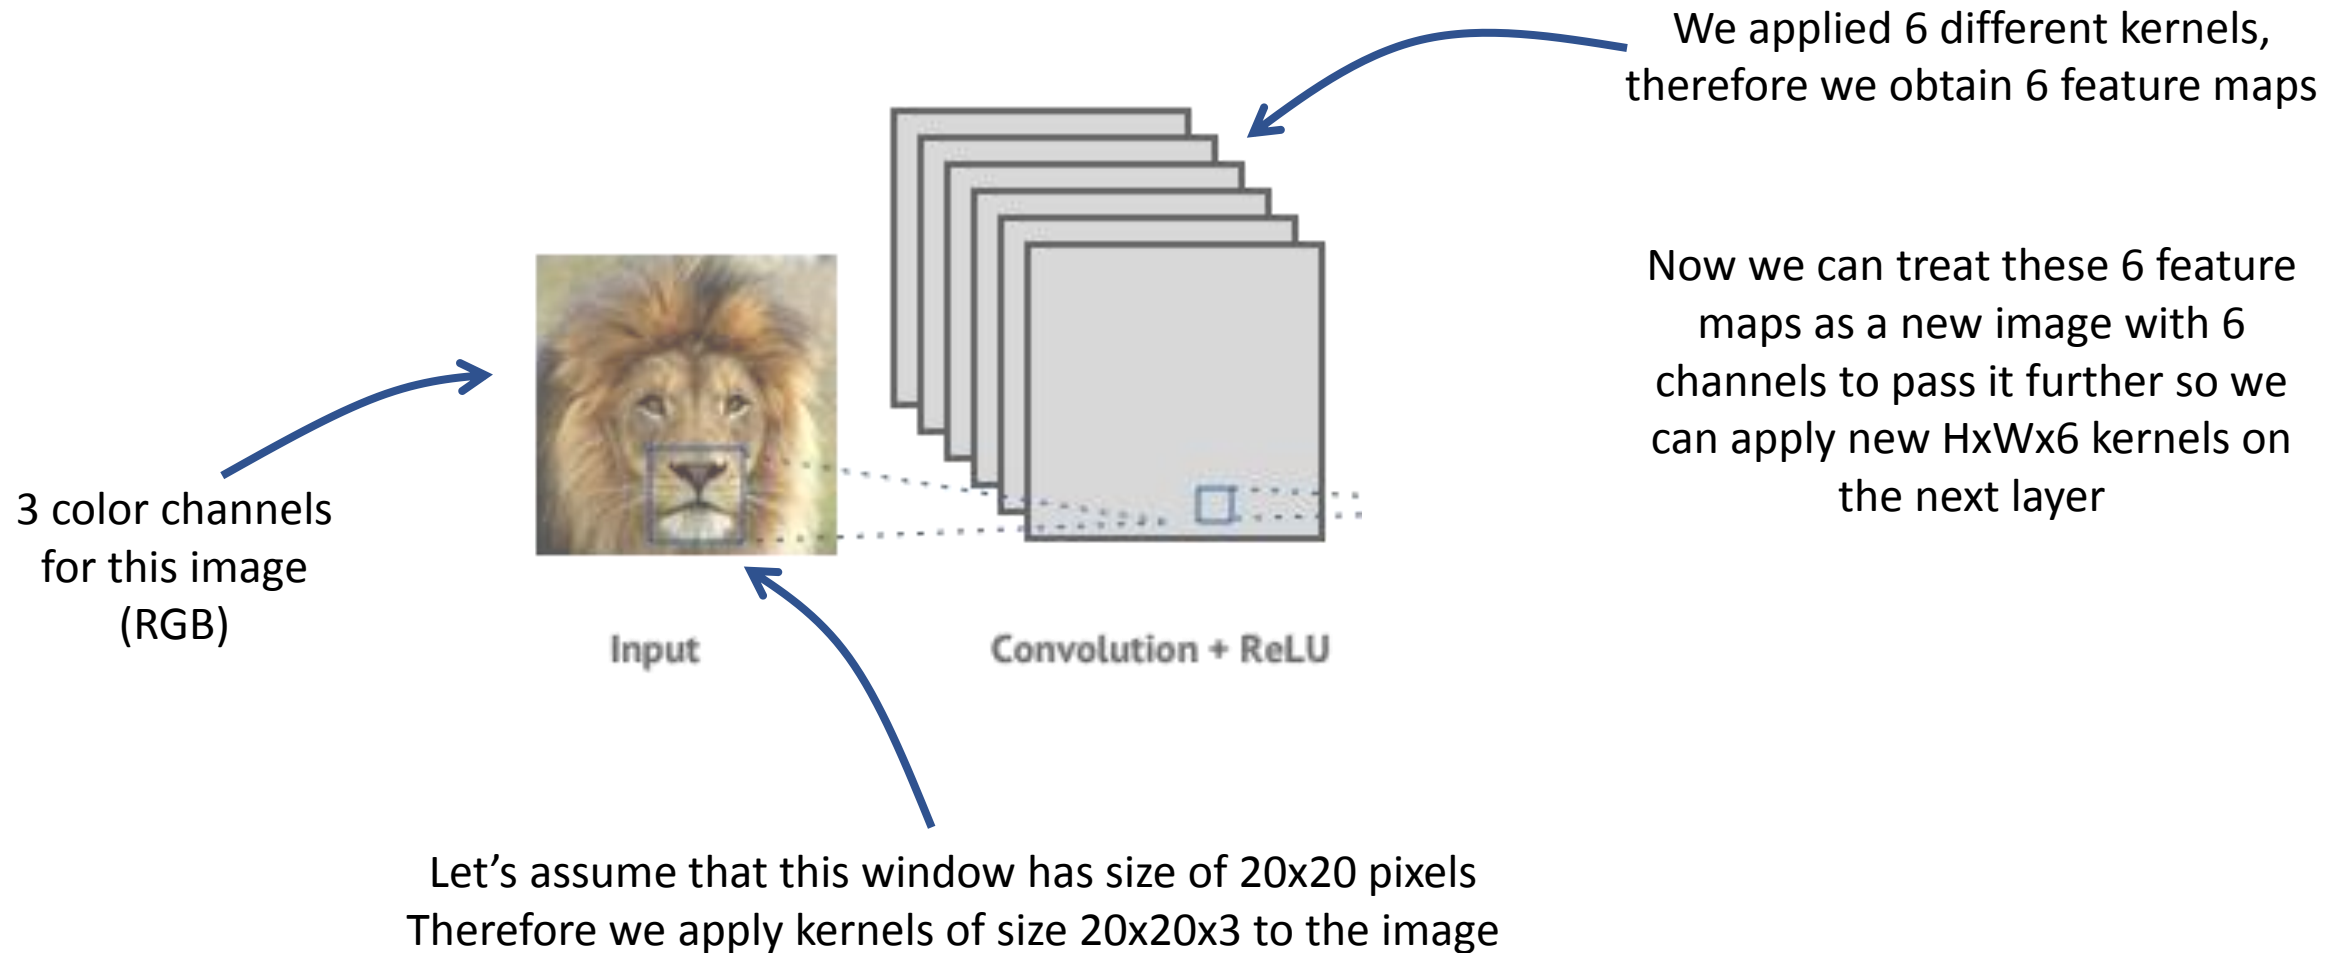 We applied 6 different kernels,
therefore we obtain 6 feature maps
Now we can treat these 6 feature
maps as a new image with 6
channels to pass it further so we
can apply new HxWx6 kernels on
the next layer
3 color channels
for this image
(RGB)
Input
Convolution + ReLU
Let’s assume that this window has size of 20x20 pixels
Therefore we apply kernels of size 20x20x3 to the image